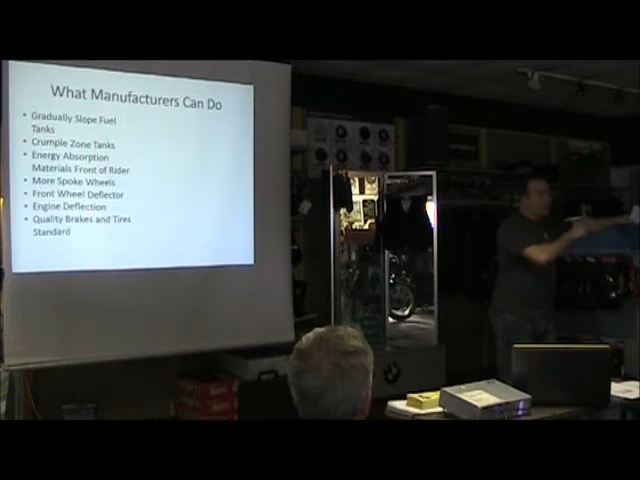 What Manufacturers Can Do
• Gradually Slope Fuel
Tanks
• Crumple Zone Tanks
• Energy Absorption
Materials Front of Rider
• More Spoke Wheels
• Front Wheel Deflector
• Engine Deflection
• Quality Brakes and Tires
Standard